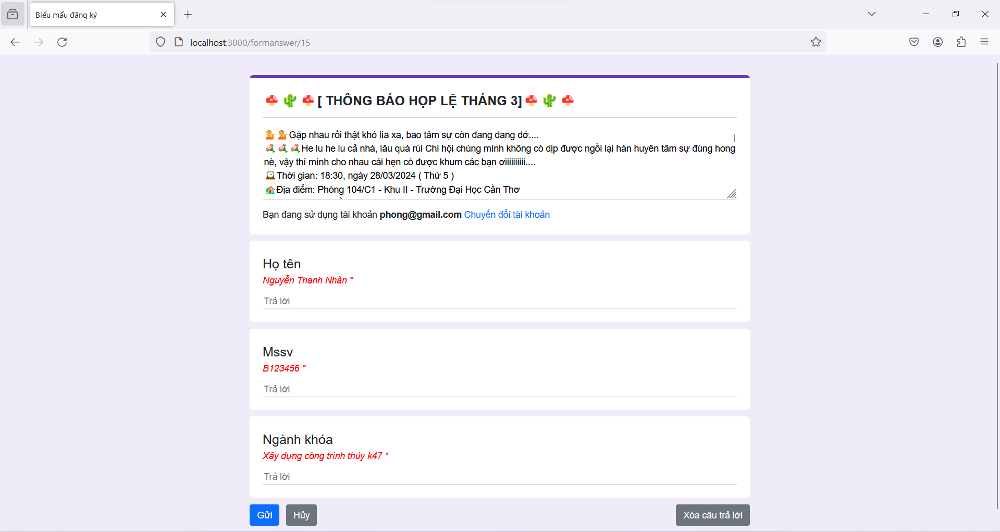 Biểu mẩu đăng ký
localhost:3000/formanswer/15
🍄 🌵 🍄[ THÔNG BÁO HỌP LỆ THÁNG 3]🍄 🌵 🍄
💁 💁Gặp nhau rồi thật khó lìa xa, bao tâm sự còn đang dang dở....
💐 💐 💐He lu he lu cả nhà, lâu quá rùi Chi hội chúng mình không có dịp được ngồi lại hàn huyên tâm sự đúng hong
nè, vậy thì mình cho nhau cái hẹn có được khum các bạn ơiiiiiiiiii....
🕰Thời gian: 18:30, ngày 28/03/2024 ( Thứ 5 )
🏡Địa điểm: Phòng 104/C1 - Khu II - Trường Đại Học Cần Thơ
Bạn đang sử dụng tài khoản phong@gmail.com Chuyển đổi tài khoản
Họ tên
Nguyễn Thanh Nhàn *
Trả lời
Mssv
B123456 *
Trả lời
Ngành khóa
Xây dựng công trình thủy k47 *
Trả lời
Gửi Hủy Xóa câu trả lời